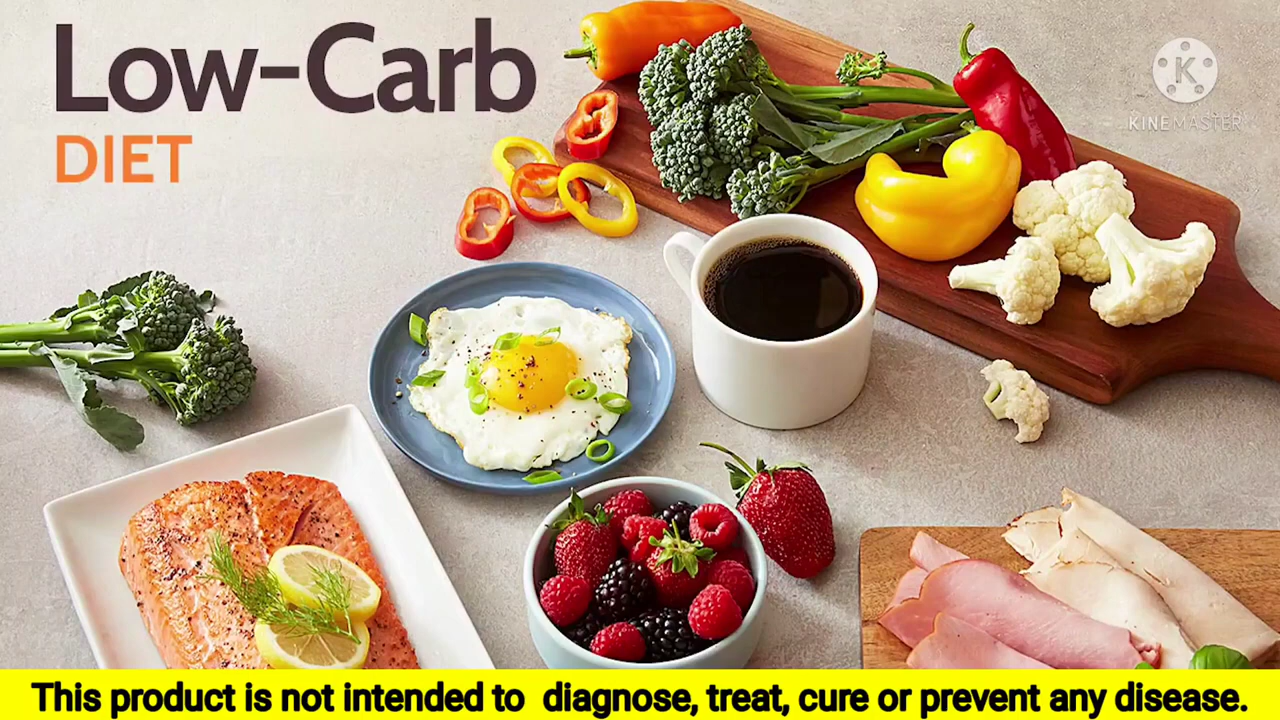 Low-Carb
DIET
K
KINEMASTER
This product is not intended to  diagnose, treat, cure or prevent any disease.